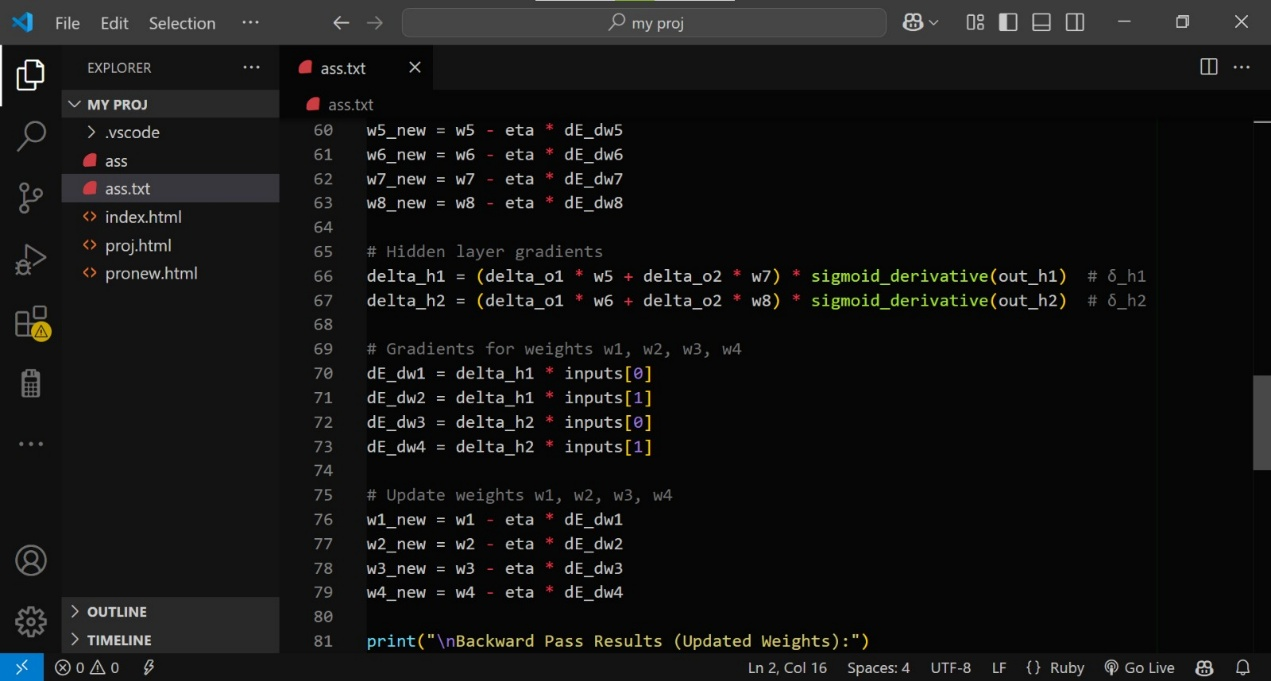 File Edit Selection ··· my proj
EXPLORER ···
MY PROJ
.vscode
ass
ass.txt
index.html
proj.html
pronew.html
OUTLINE
TIMELINE
ass.txt
ass.txt
60 w5_new = w5 - eta * dE_dw5
61 w6_new = w6 - eta * dE_dw6
62 w7_new = w7 - eta * dE_dw7
63 w8_new = w8 - eta * dE_dw8
64
65 # Hidden layer gradients
66 delta_h1 = (delta_o1 * w5 + delta_o2 * w7) * sigmoid_derivative(out_h1) # δ_h1
67 delta_h2 = (delta_o1 * w6 + delta_o2 * w8) * sigmoid_derivative(out_h2) # δ_h2
68
69 # Gradients for weights w1, w2, w3, w4
70 dE_dw1 = delta_h1 * inputs[0]
71 dE_dw2 = delta_h1 * inputs[1]
72 dE_dw3 = delta_h2 * inputs[0]
73 dE_dw4 = delta_h2 * inputs[1]
74
75 # Update weights w1, w2, w3, w4
76 w1_new = w1 - eta * dE_dw1
77 w2_new = w2 - eta * dE_dw2
78 w3_new = w3 - eta * dE_dw3
79 w4_new = w4 - eta * dE_dw4
80
81 print("\nBackward Pass Results (Updated Weights):")
0 0 Ln 2, Col 16 Spaces: 4 UTF-8 LF {} Ruby Go Live